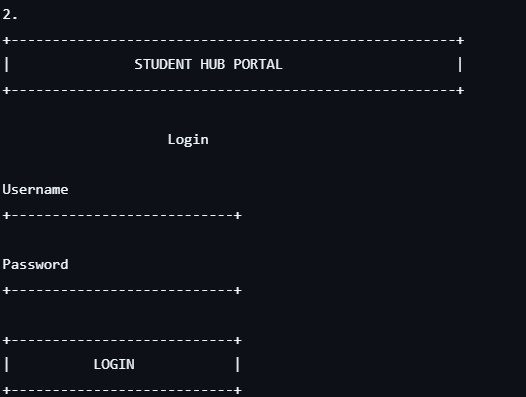 2.
+------------------------------------------------------+
|               STUDENT HUB PORTAL                     |
+------------------------------------------------------+
                    Login
Username
+---------------------------+
Password
+---------------------------+
+---------------------------+
|          LOGIN            |
+---------------------------+